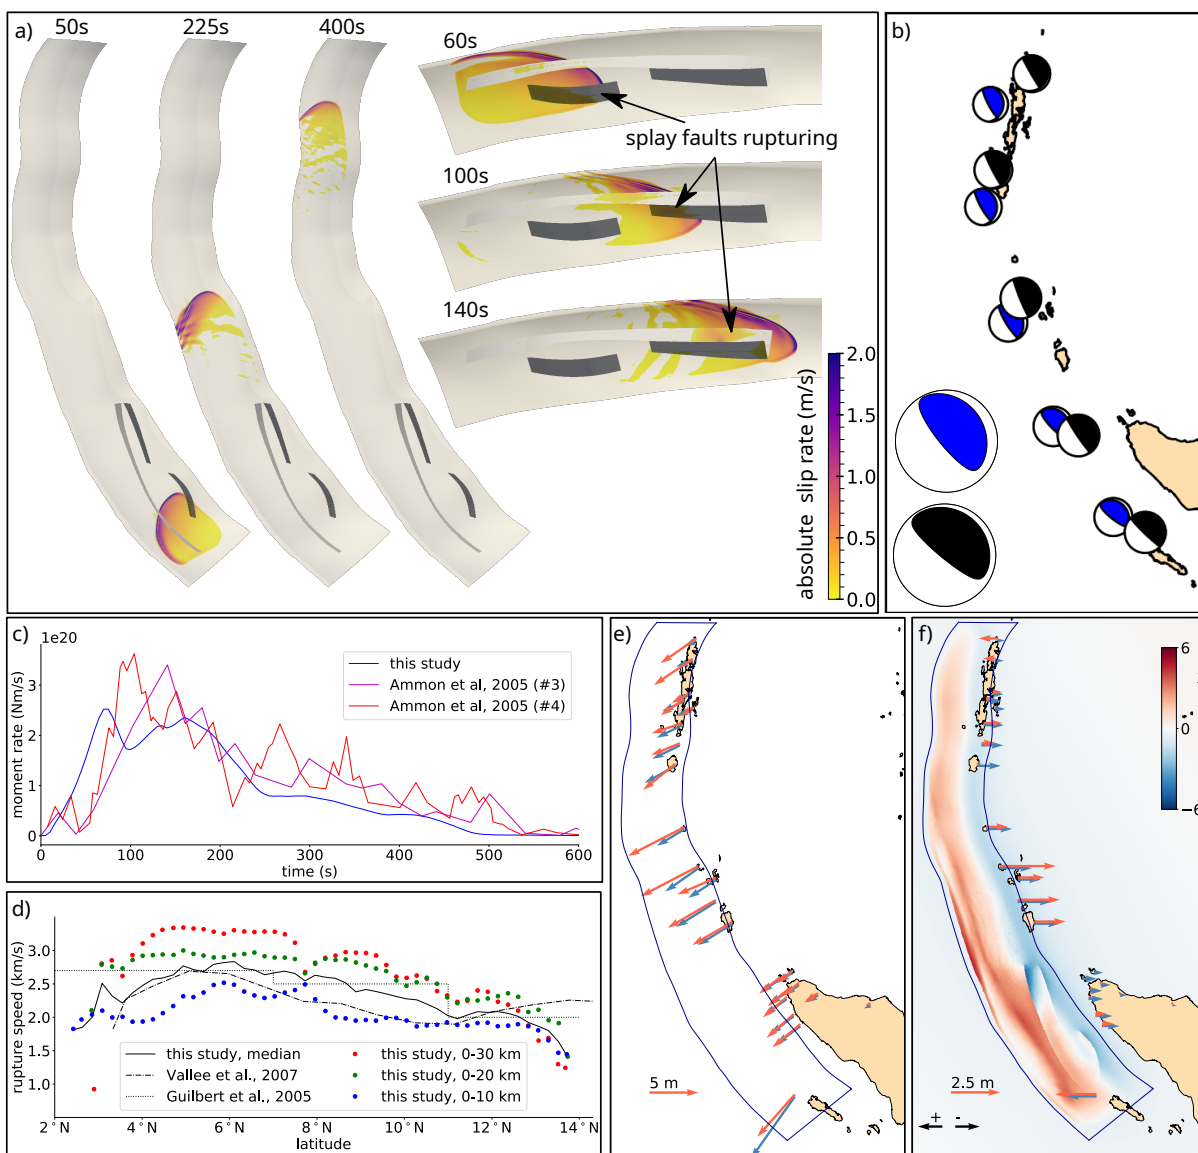 a)
50s
225s
400s
60s
splay faults rupturing
100s
140s
2.0
1.5
1.0
0.5
0.0
absolute slip rate (m/s)
b)
c)
1e20
this study
Ammon et al, 2005 (#3)
Ammon et al, 2005 (#4)
3
2
1
0
moment rate (Nm/s)
0
100
200
300
400
500
600
time (s)
d)
3.0
2.5
2.0
1.5
1.0
rupture speed (km/s)
this study, median
Vallee et al., 2007
Guilbert et al., 2005
this study, 0-30 km
this study, 0-20 km
this study, 0-10 km
2°N
4°N
6°N
8°N
10°N
12°N
14°N
latitude
e)
5 m
f)
6
3
0
−3
−6
2.5 m
+
-